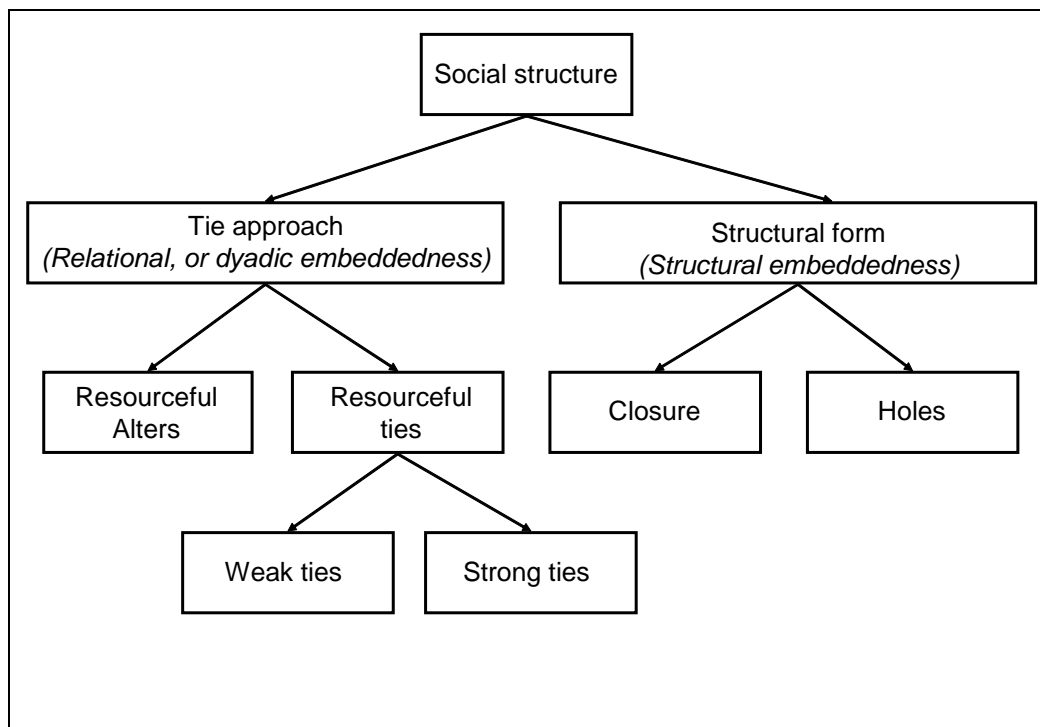 Social structure
Tie approach
(Relational, or dyadic embeddedness)
Structural form
(Structural embeddedness)
Resourceful
Alters
Resourceful
ties
Closure
Holes
Weak ties
Strong ties